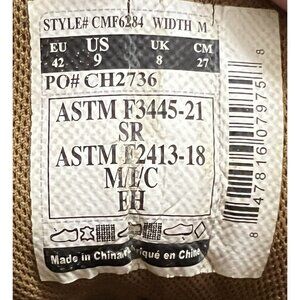 STYLE# CMF6284 WIDTH M
EU US UK CM
42 9 8 27
PO# CH2736
ASTM F3445-21
SR
ASTM F2413-18
M/I/C
EH
Made in China/Fabriqué en Chine
8 47816 07975 8